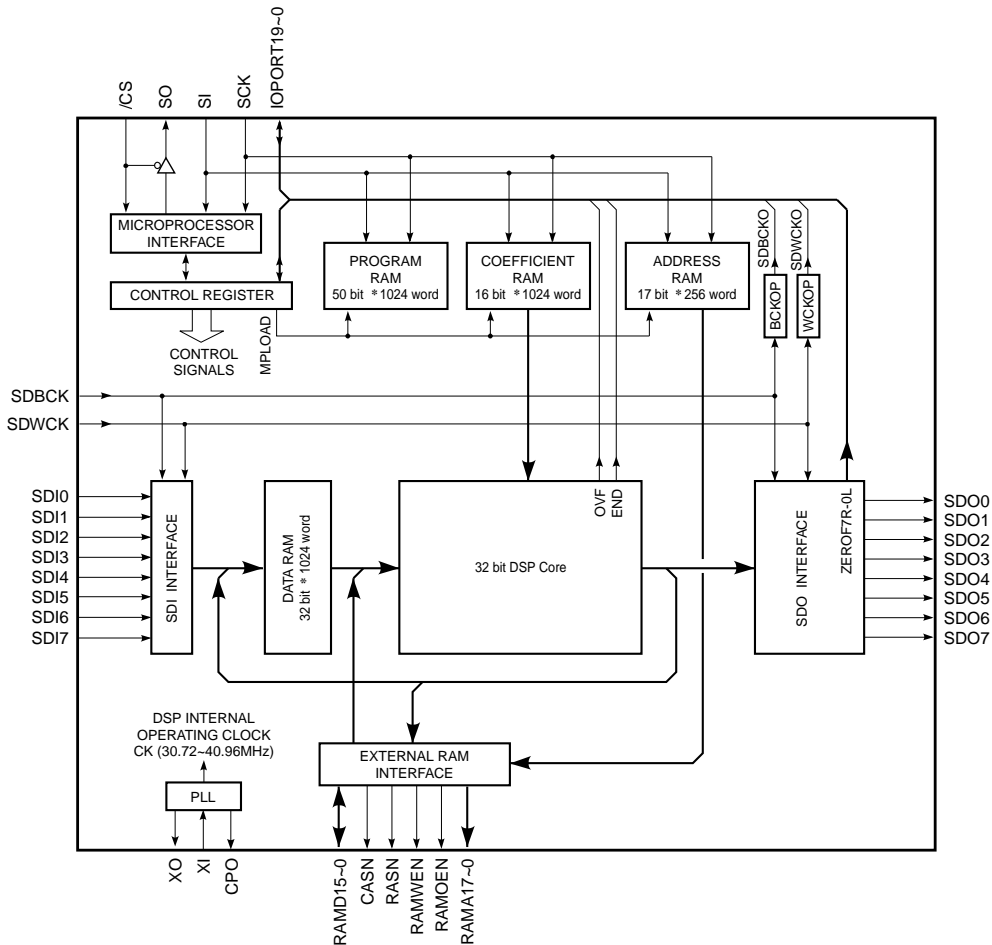 /CS
SO
SI
SCK
IOPORT19~0
MICROPROCESSOR
INTERFACE
CONTROL REGISTER
CONTROL
SIGNALS
MPLOAD
PROGRAM
RAM
50 bit *1024 word
COEFFICIENT
RAM
16 bit *1024 word
ADDRESS
RAM
17 bit *256 word
SDBCKO
SDWCKO
BCKOP
WCKOP
SDBCK
SDWCK
SDI0
SDI1
SDI2
SDI3
SDI4
SDI5
SDI6
SDI7
SDI INTERFACE
DATA RAM
32 bit * 1024 word
32 bit DSP Core
OVF
END
SDO INTERFACE
ZEROF7R-0L
SDO0
SDO1
SDO2
SDO3
SDO4
SDO5
SDO6
SDO7
DSP INTERNAL
OPERATING CLOCK
CK (30.72~40.96MHz)
PLL
XO
XI
CPO
EXTERNAL RAM
INTERFACE
RAMD15~0
CASN
RASN
RAMWEN
RAMOEN
RAMA17~0